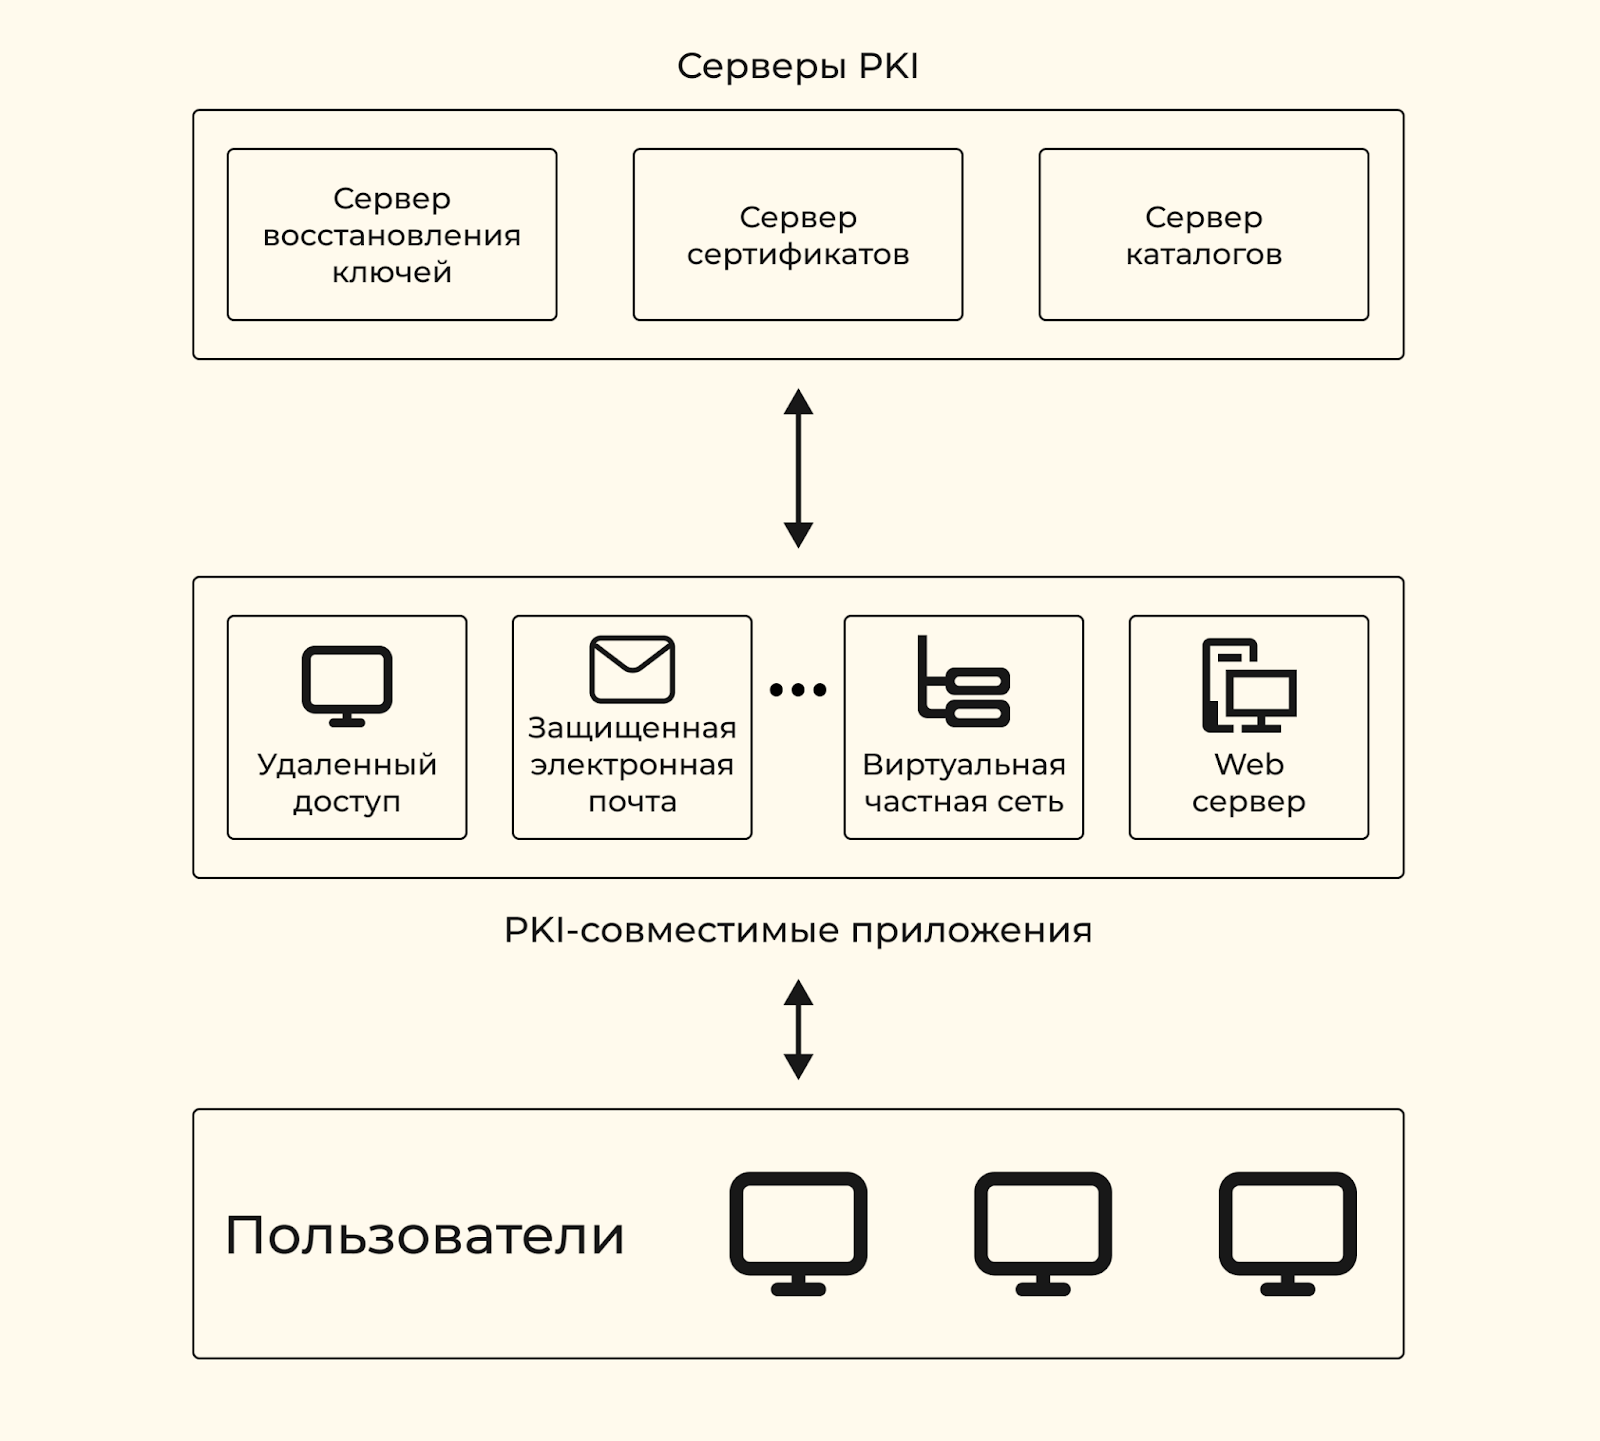 Серверы PKI
Сервер
восстановления
ключей
Сервер
сертификатов
Сервер
каталогов
Удаленный
доступ
Защищенная
электронная
почта
Виртуальная
частная сеть
Web
сервер
PKI-совместимые приложения
Пользователи